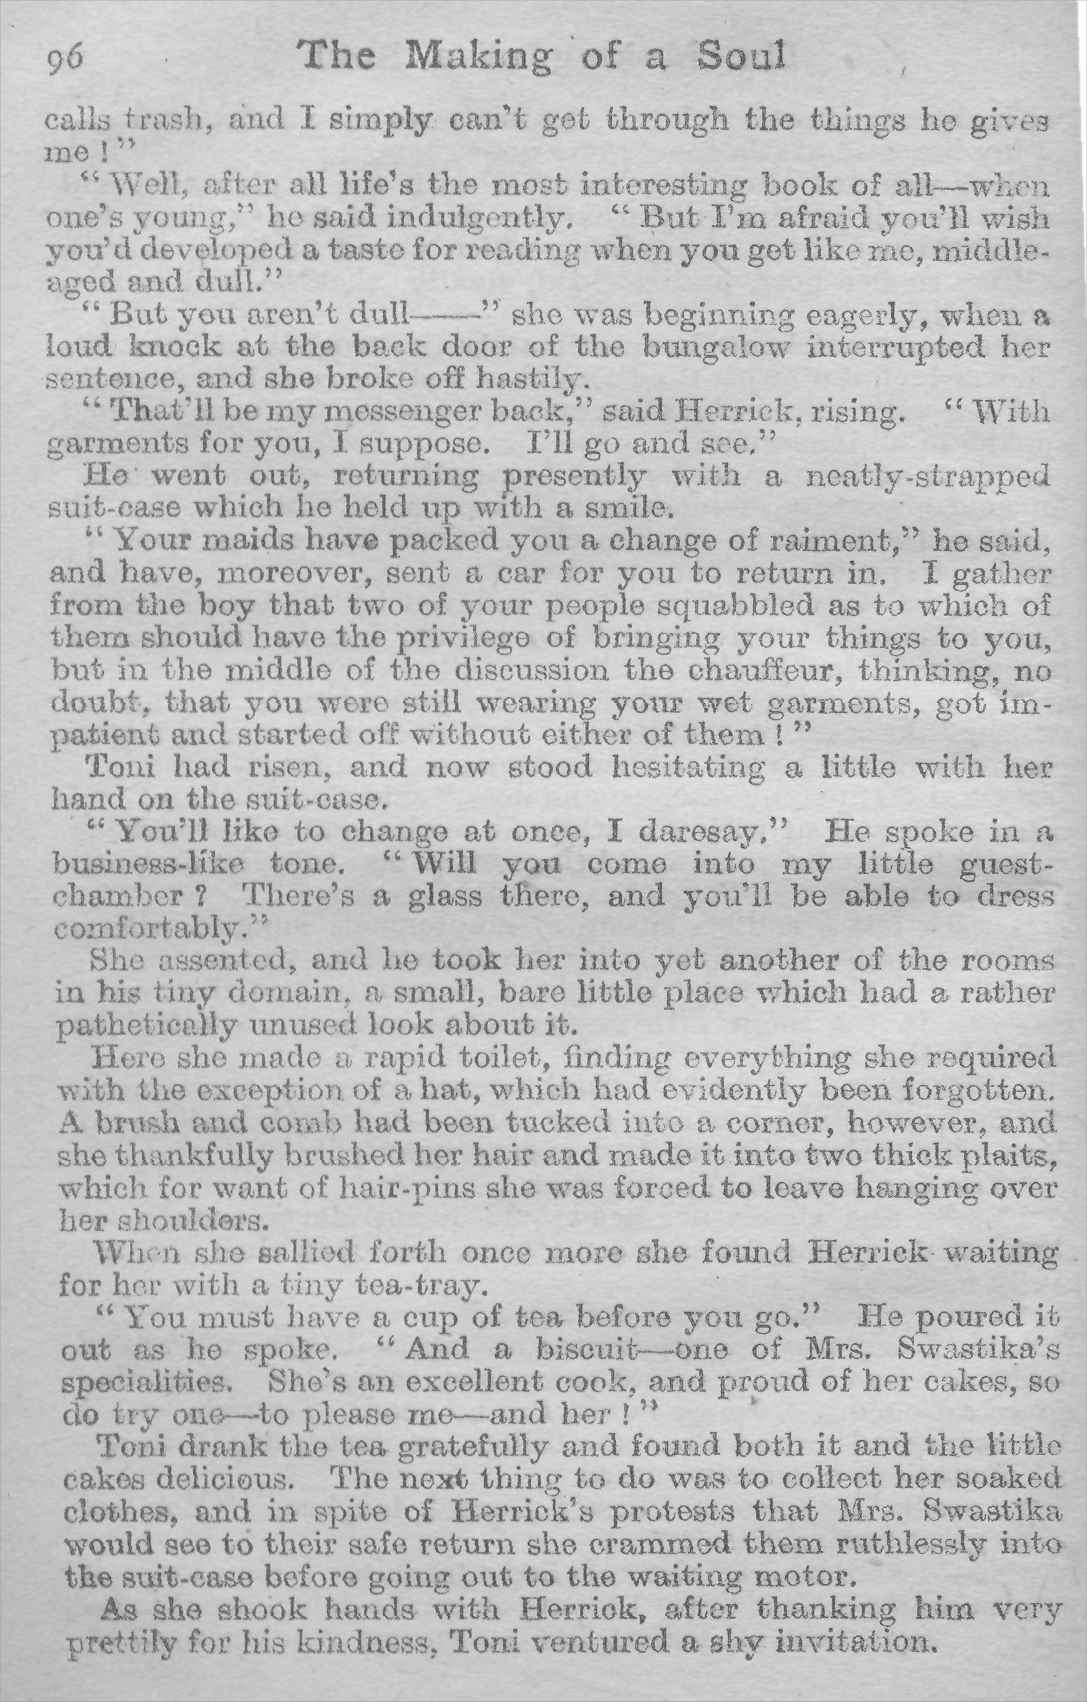 96 The Making of a Soul
calls trash, and I simply can't get through the things he gives
me ! "
" Well, after all life's the most interesting book of all—when
one's young," he said indulgently. " But I'm afraid you'll wish
you'd developed a taste for reading when you get like me, middle-
aged and dull."
" But you aren't dull——" she was beginning eagerly, when a
loud knock at the back door of the bungalow interrupted her
sentence, and she broke off hastily.
" That'll be my messenger back," said Herrick, rising. " With
garments for you, I suppose. I'll go and see."
He went out, returning presently with a neatly-strapped
suit-case which he held up with a smile.
" Your maids have packed you a change of raiment," he said,
and have, moreover, sent a car for you to return in. I gather
from the boy that two of your people squabbled as to which of
them should have the privilege of bringing your things to you,
but in the middle of the discussion the chauffeur, thinking, no
doubt, that you were still wearing your wet garments, got im-
patient and started off without either of them ! "
Toni had risen, and now stood hesitating a little with her
hand on the suit-case.
" You'll like to change at once, I daresay." He spoke in a
business-like tone. " Will you come into my little guest-
chamber ? There's a glass there, and you'll be able to dress
comfortably."
She assented, and he took her into yet another of the rooms
in his tiny domain, a small, bare little place which had a rather
pathetically unused look about it.
Here she made a rapid toilet, finding everything she required
with the exception of a hat, which had evidently been forgotten.
A brush and comb had been tucked into a corner, however, and
she thankfully brushed her hair and made it into two thick plaits,
which for want of hair-pins she was forced to leave hanging over
her shoulders.
When she sallied forth once more she found Herrick waiting
for her with a tiny tea-tray.
" You must have a cup of tea before you go." He poured it
out as he spoke. " And a biscuit—one of Mrs. Swastika's
specialities. She's an excellent cook, and proud of her cakes, so
do try one—to please me—and her ! "
Toni drank the tea gratefully and found both it and the little
cakes delicious. The next thing to do was to collect her soaked
clothes, and in spite of Herrick's protests that Mrs. Swastika
would see to their safe return she crammed them ruthlessly into
the suit-case before going out to the waiting motor.
As she shook hands with Herrick, after thanking him very
prettily for his kindness, Toni ventured a shy invitation.